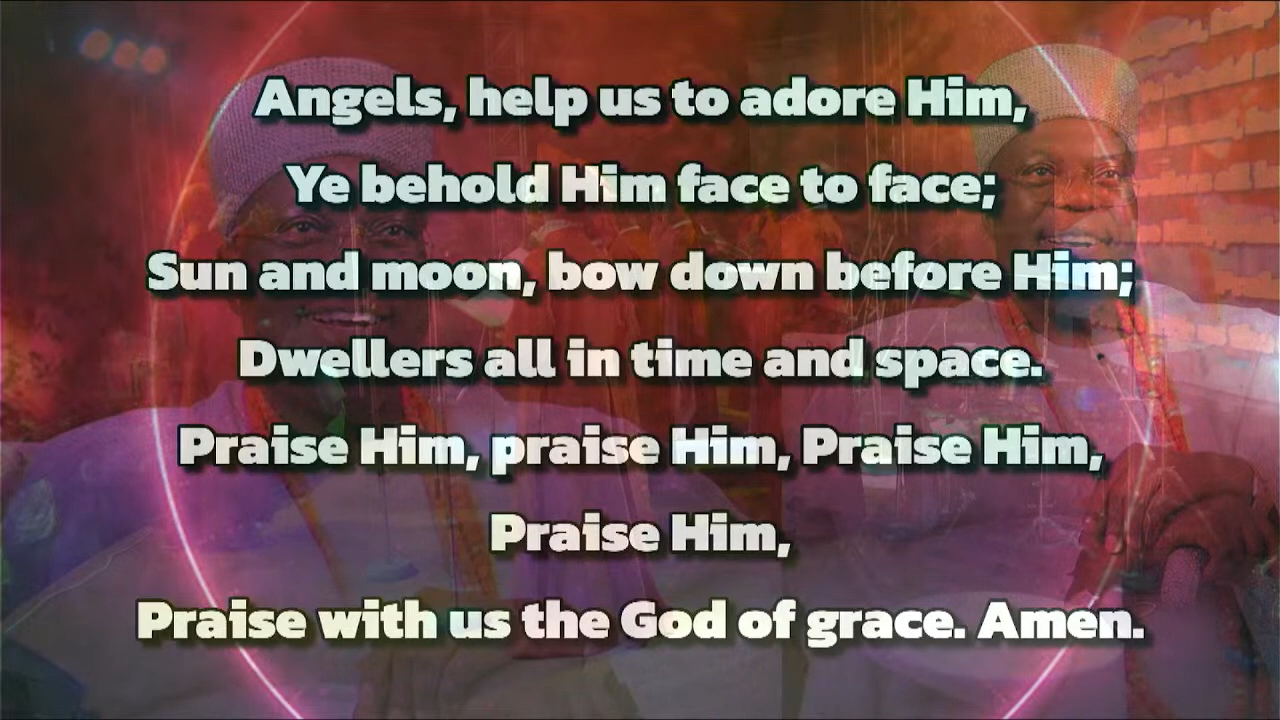 Angels, help us to adore Him,
Ye behold Him face to face;
Sun and moon, bow down before Him;
Dwellers all in time and space.
Praise Him, praise Him, Praise Him,
Praise Him,
Praise with us the God of grace. Amen.